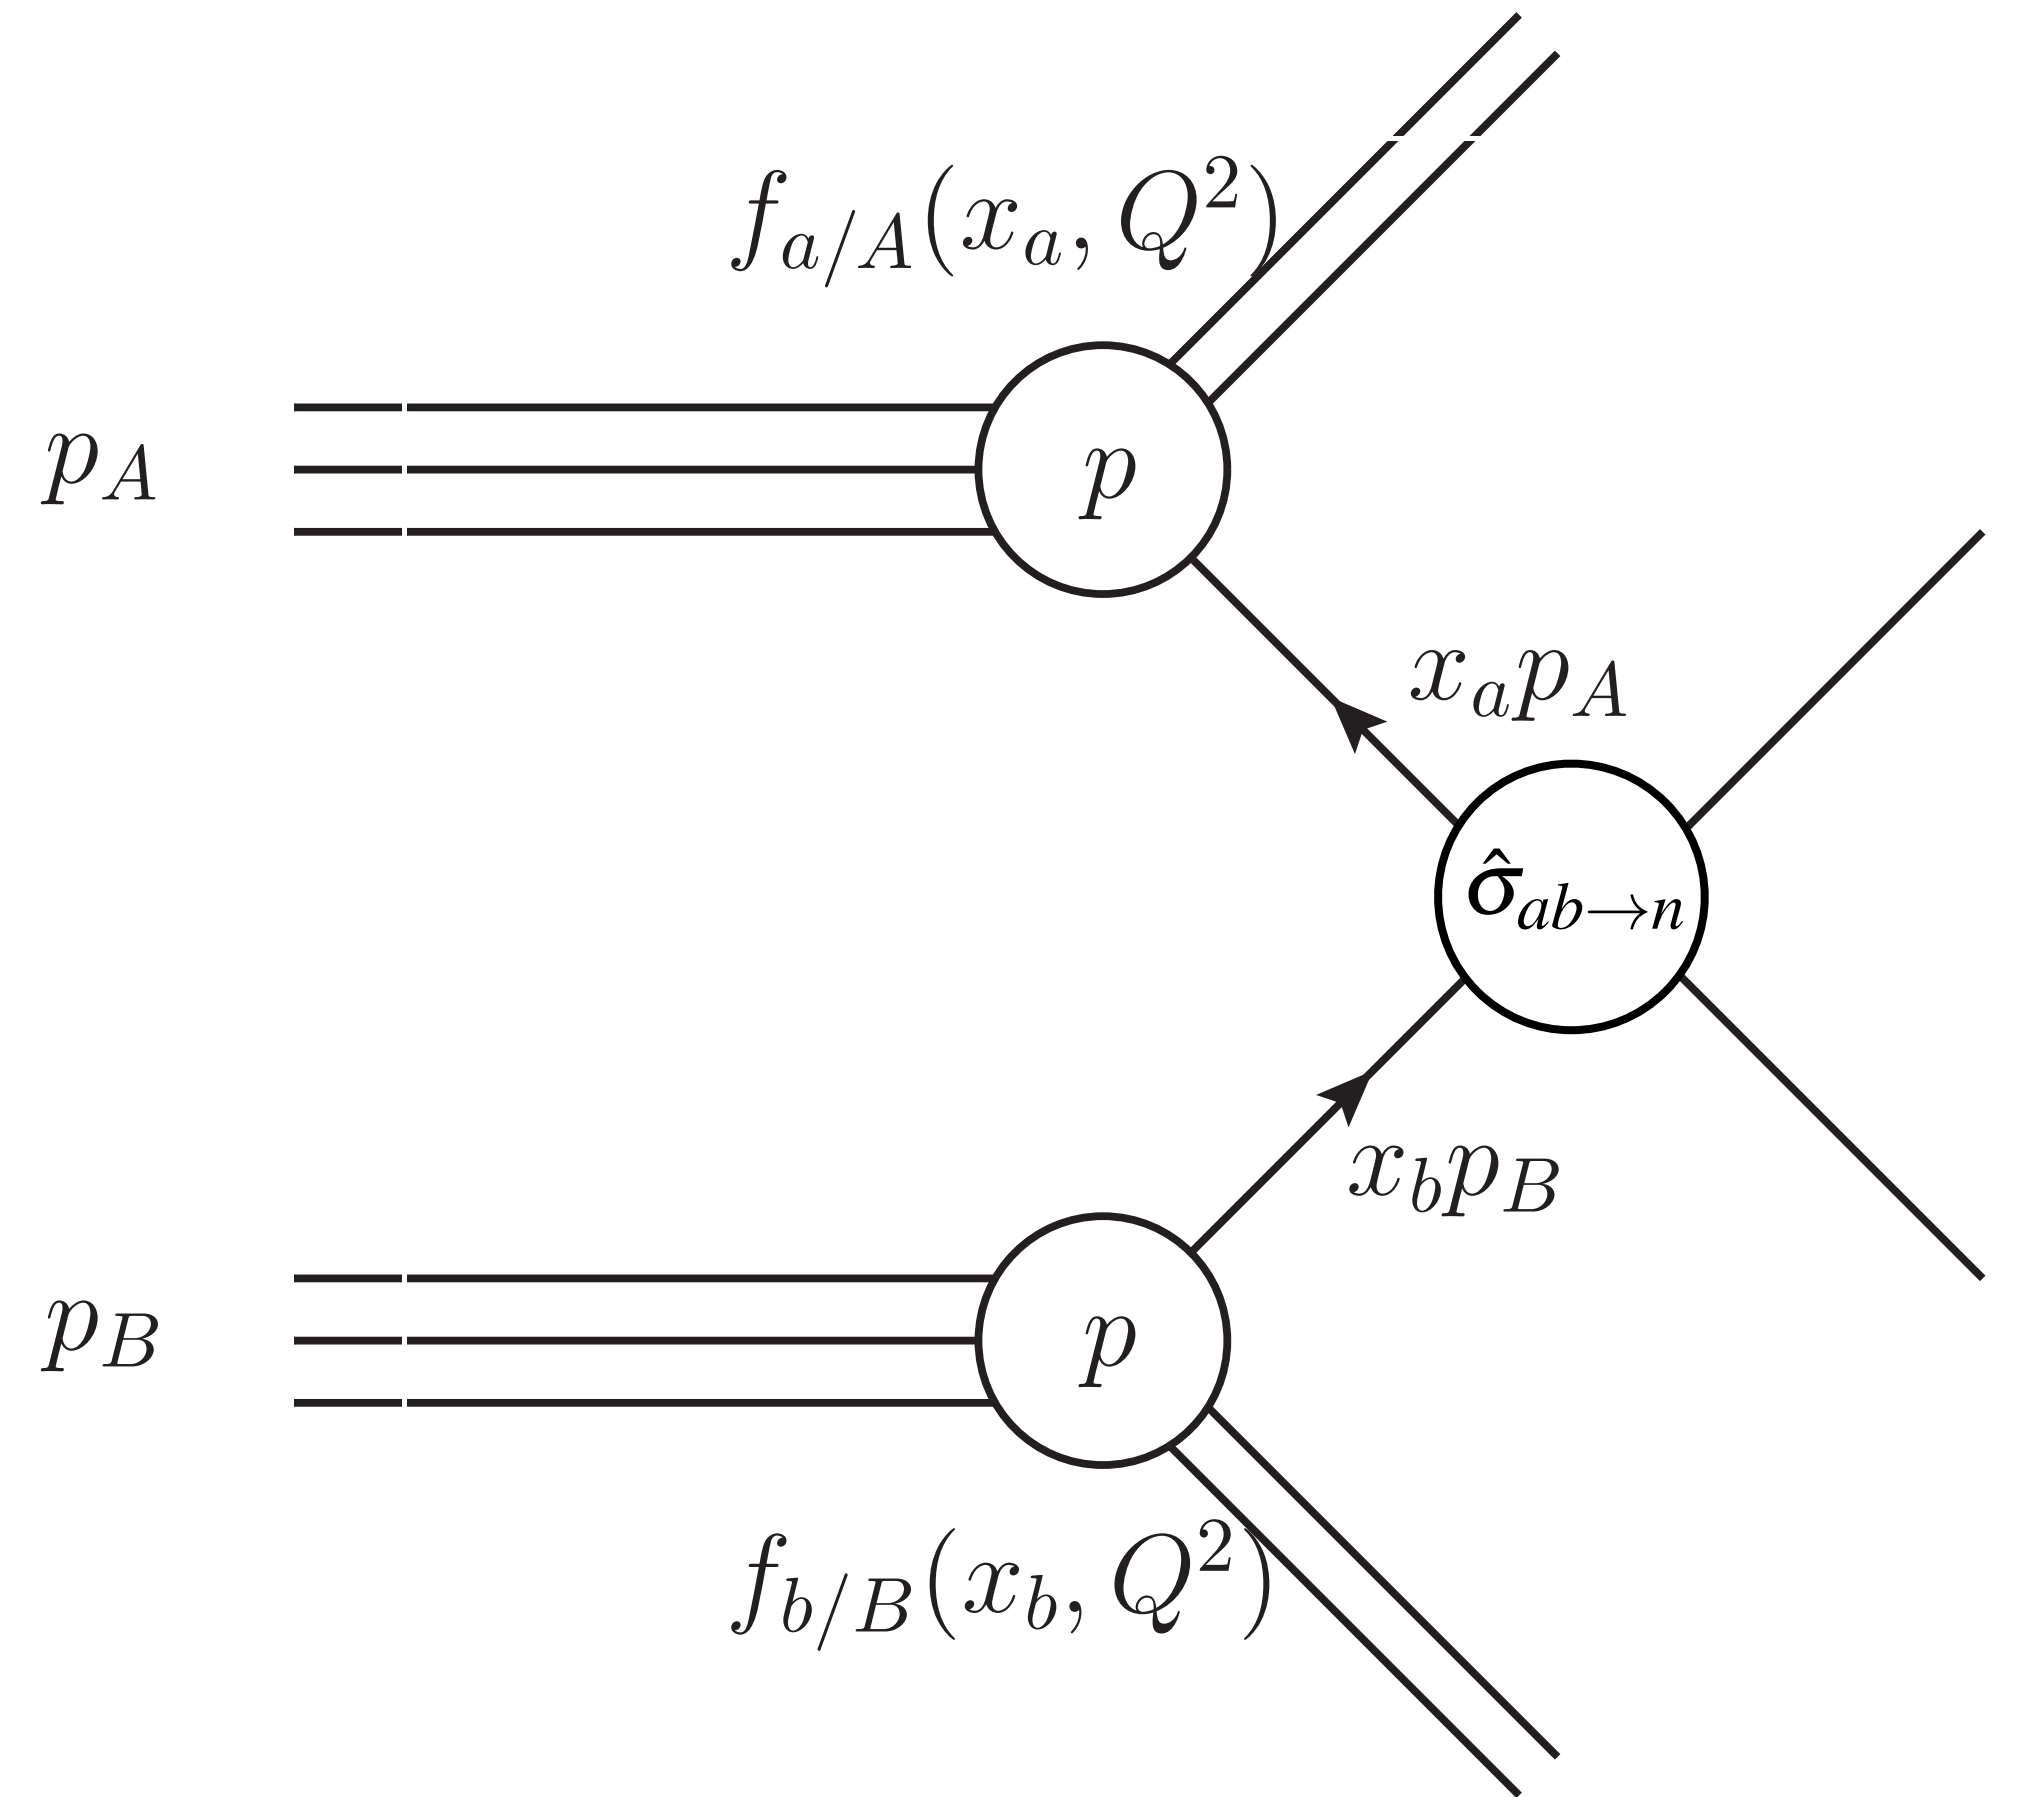 f_{a/A}(x_a, Q^2)
p_A
p
x_a p_A
σ̂_{ab→n}
x_b p_B
p_B
p
f_{b/B}(x_b, Q^2)